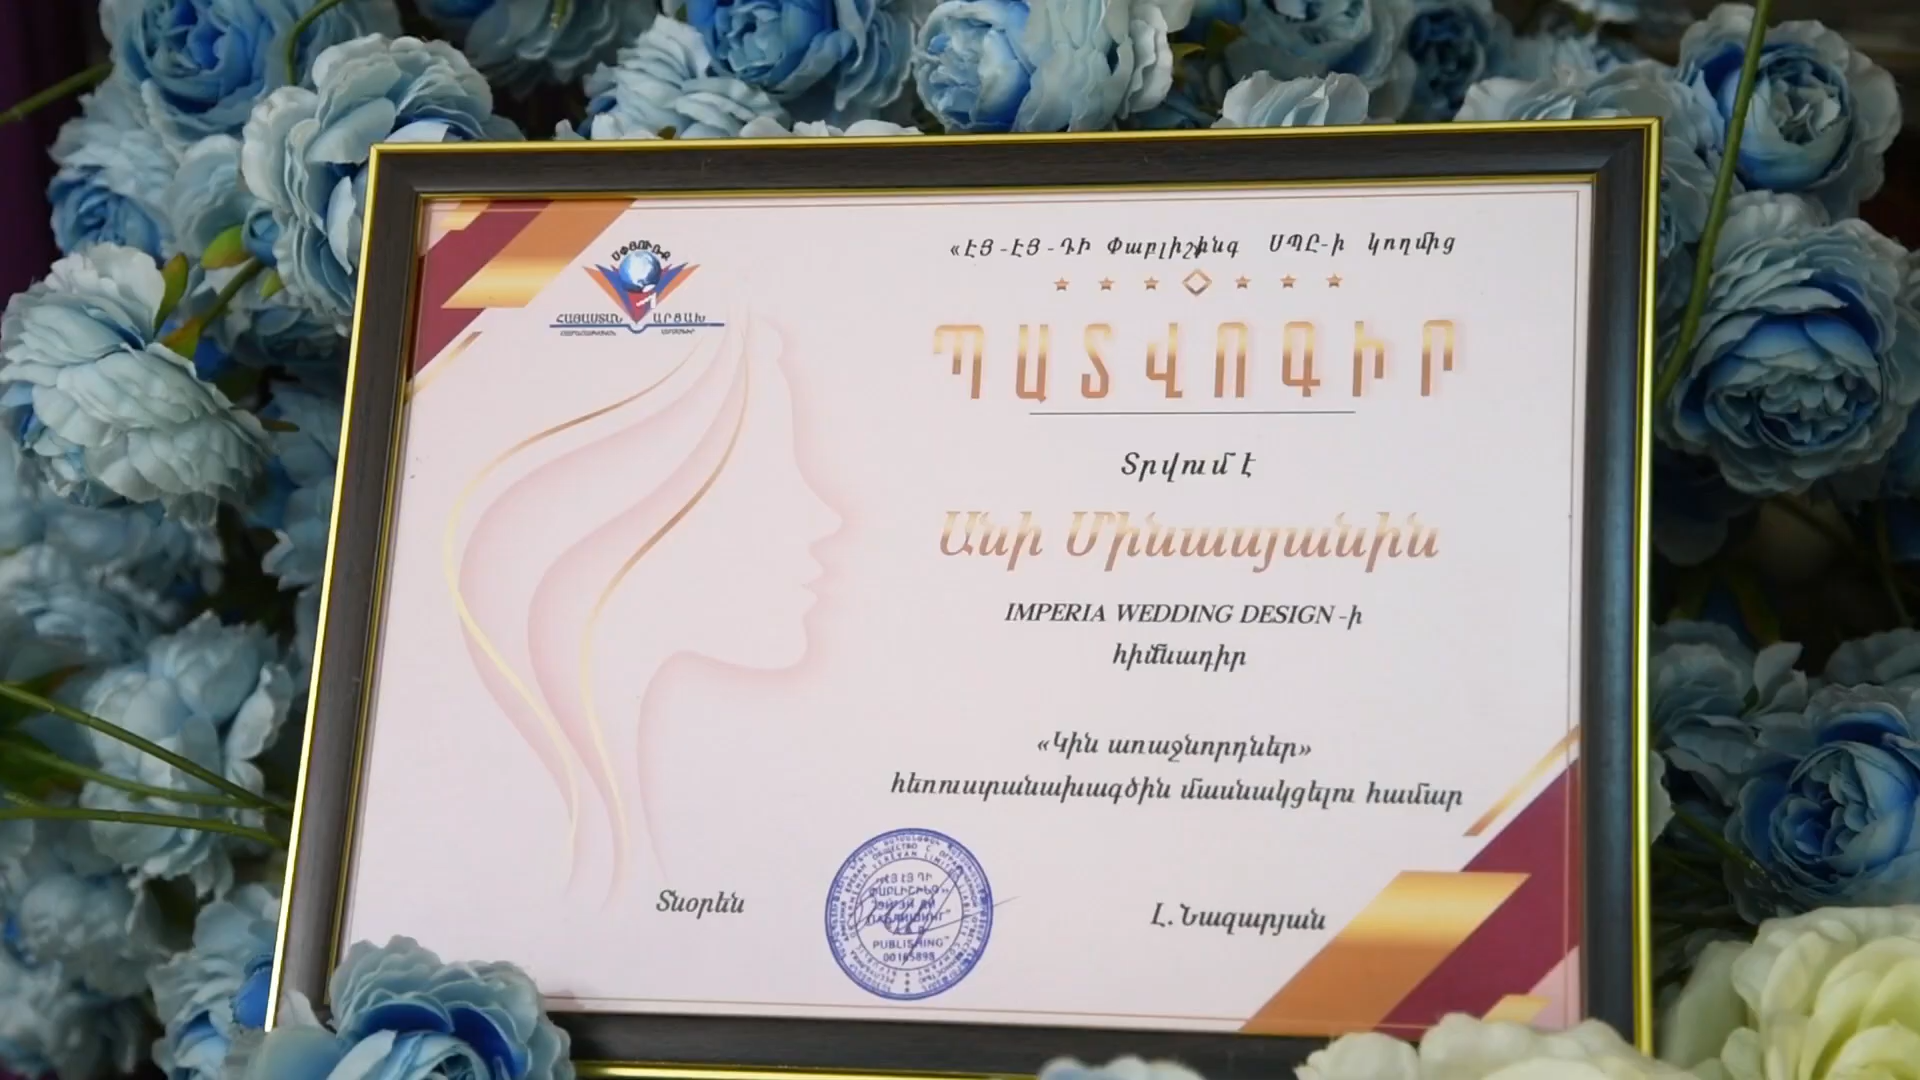 «ԷՅ-ԷՅ-ԴԻ Փաբլիշինգ ՍՊԸ-ի կողմից
ՍՓՅՈՒՌՔ
ՀԱՅԱՍՏԱՆ ԱՐՑԱԽ
ՊԱՏՎՈԳԻՐ
Տրվում է
Անի Մինասյանին
IMPERIA WEDDING DESIGN-ի
հիմնադիր
«Կին առաջնորդներ»
հեռուստանախագծին մասնակցելու համար
Տնօրեն
Լ.Նազարյան
PUBLISHING